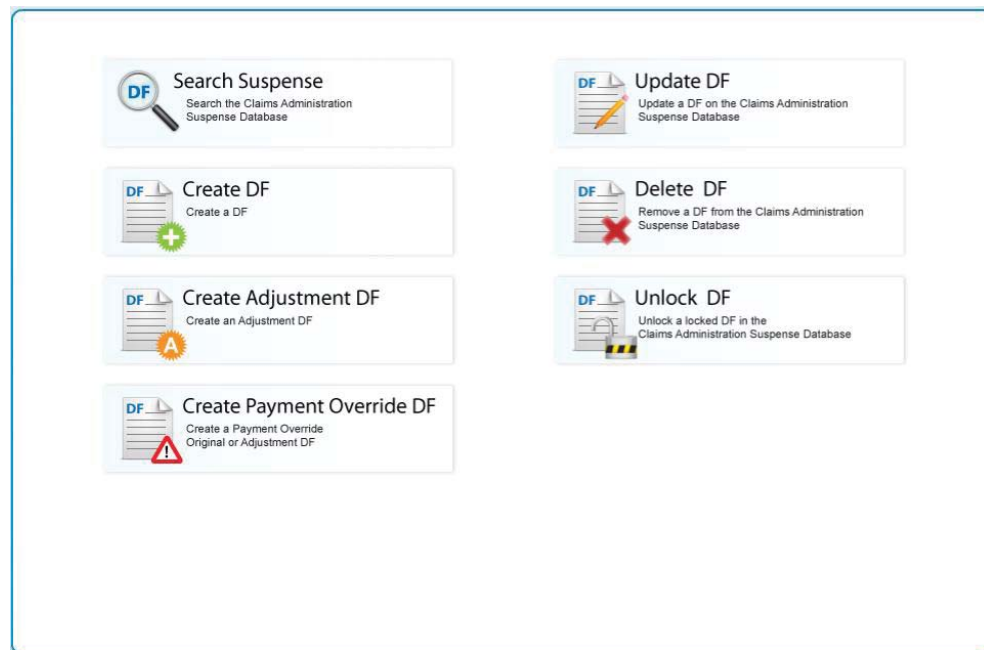 DF
Search Suspense
Search the Claims Administration
Suspense Database
DF
Create DF
Create a DF
DF
A
Create Adjustment DF
Create an Adjustment DF
DF
!
Create Payment Override DF
Create a Payment Override
Original or Adjustment DF
DF
Update DF
Update a DF on the Claims Administration
Suspense Database
DF
Delete DF
Remove a DF from the Claims Administration
Suspense Database
DF
Unlock DF
Unlock a locked DF in the
Claims Administration Suspense Database